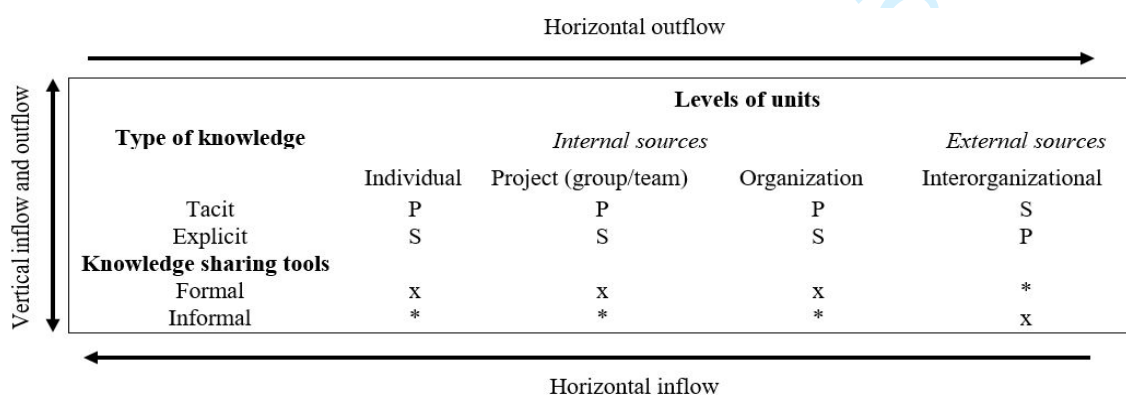 Horizontal outflow
Vertical inflow and outflow
Levels of units
Type of knowledge Internal sources External sources
Individual Project (group/team) Organization Interorganizational
Tacit P P P S
Explicit S S S P
Knowledge sharing tools
Formal x x x *
Informal * * * x
Horizontal inflow